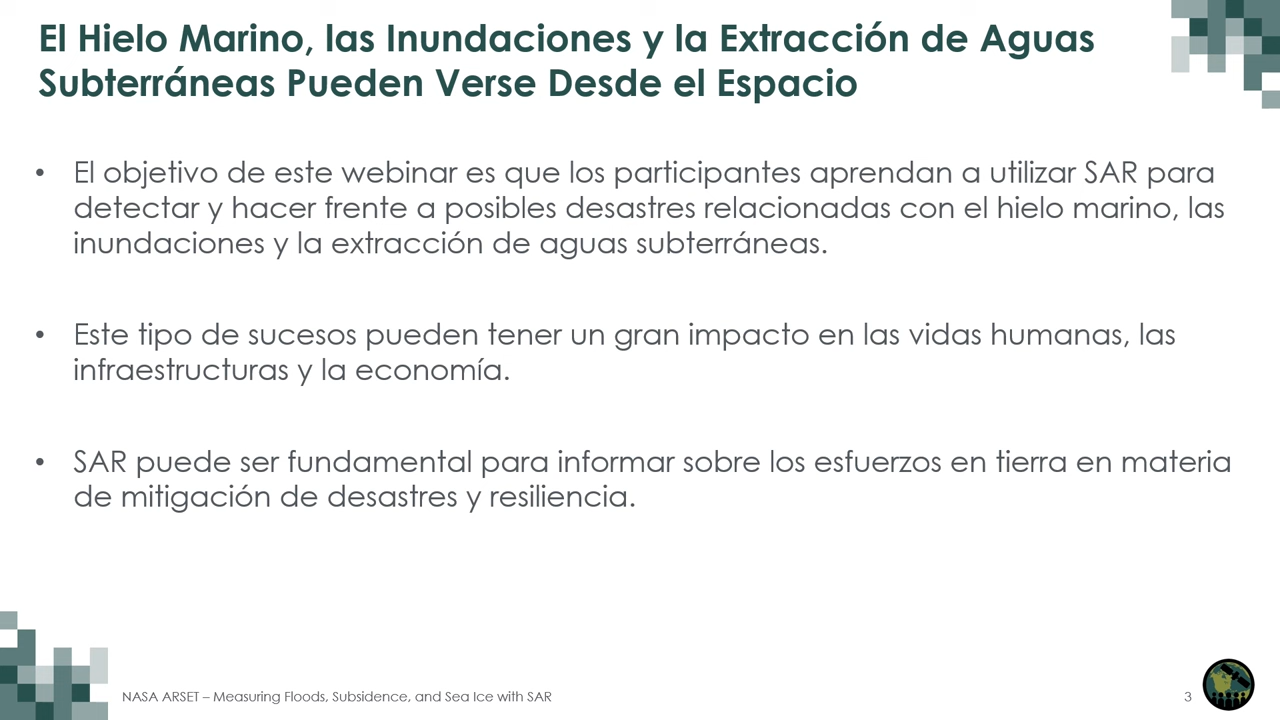 El Hielo Marino, las Inundaciones y la Extracción de Aguas
Subterráneas Pueden Verse Desde el Espacio
• El objetivo de este webinar es que los participantes aprendan a utilizar SAR para
detectar y hacer frente a posibles desastres relacionadas con el hielo marino, las
inundaciones y la extracción de aguas subterráneas.
• Este tipo de sucesos pueden tener un gran impacto en las vidas humanas, las
infraestructuras y la economía.
• SAR puede ser fundamental para informar sobre los esfuerzos en tierra en materia
de mitigación de desastres y resiliencia.
NASA ARSET – Measuring Floods, Subsidence, and Sea Ice with SAR
3